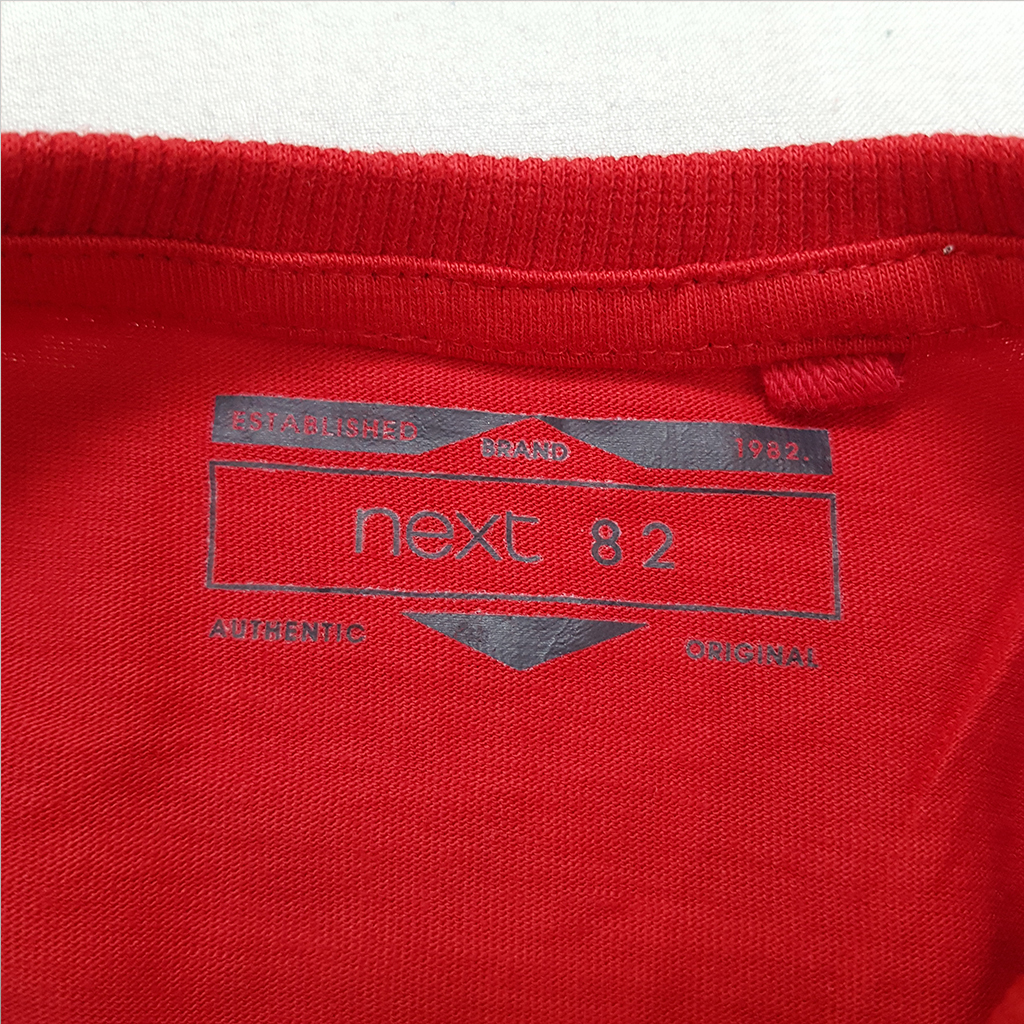 ESTABLISHED BRAND 1982.
next 82
AUTHENTIC ORIGINAL